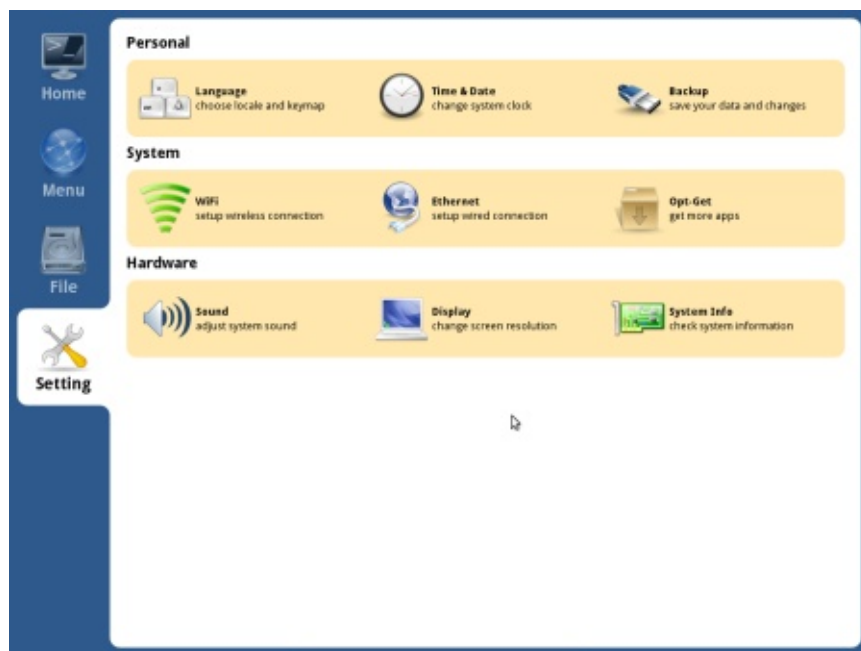 Home
Menu
File
Setting
Personal
Language
choose locale and keymap
Time & Date
change system clock
Backup
save your data and changes
System
WiFi
setup wireless connection
Ethernet
setup wired connection
Opt-Get
get more apps
Hardware
Sound
adjust system sound
Display
change screen resolution
System Info
check system information